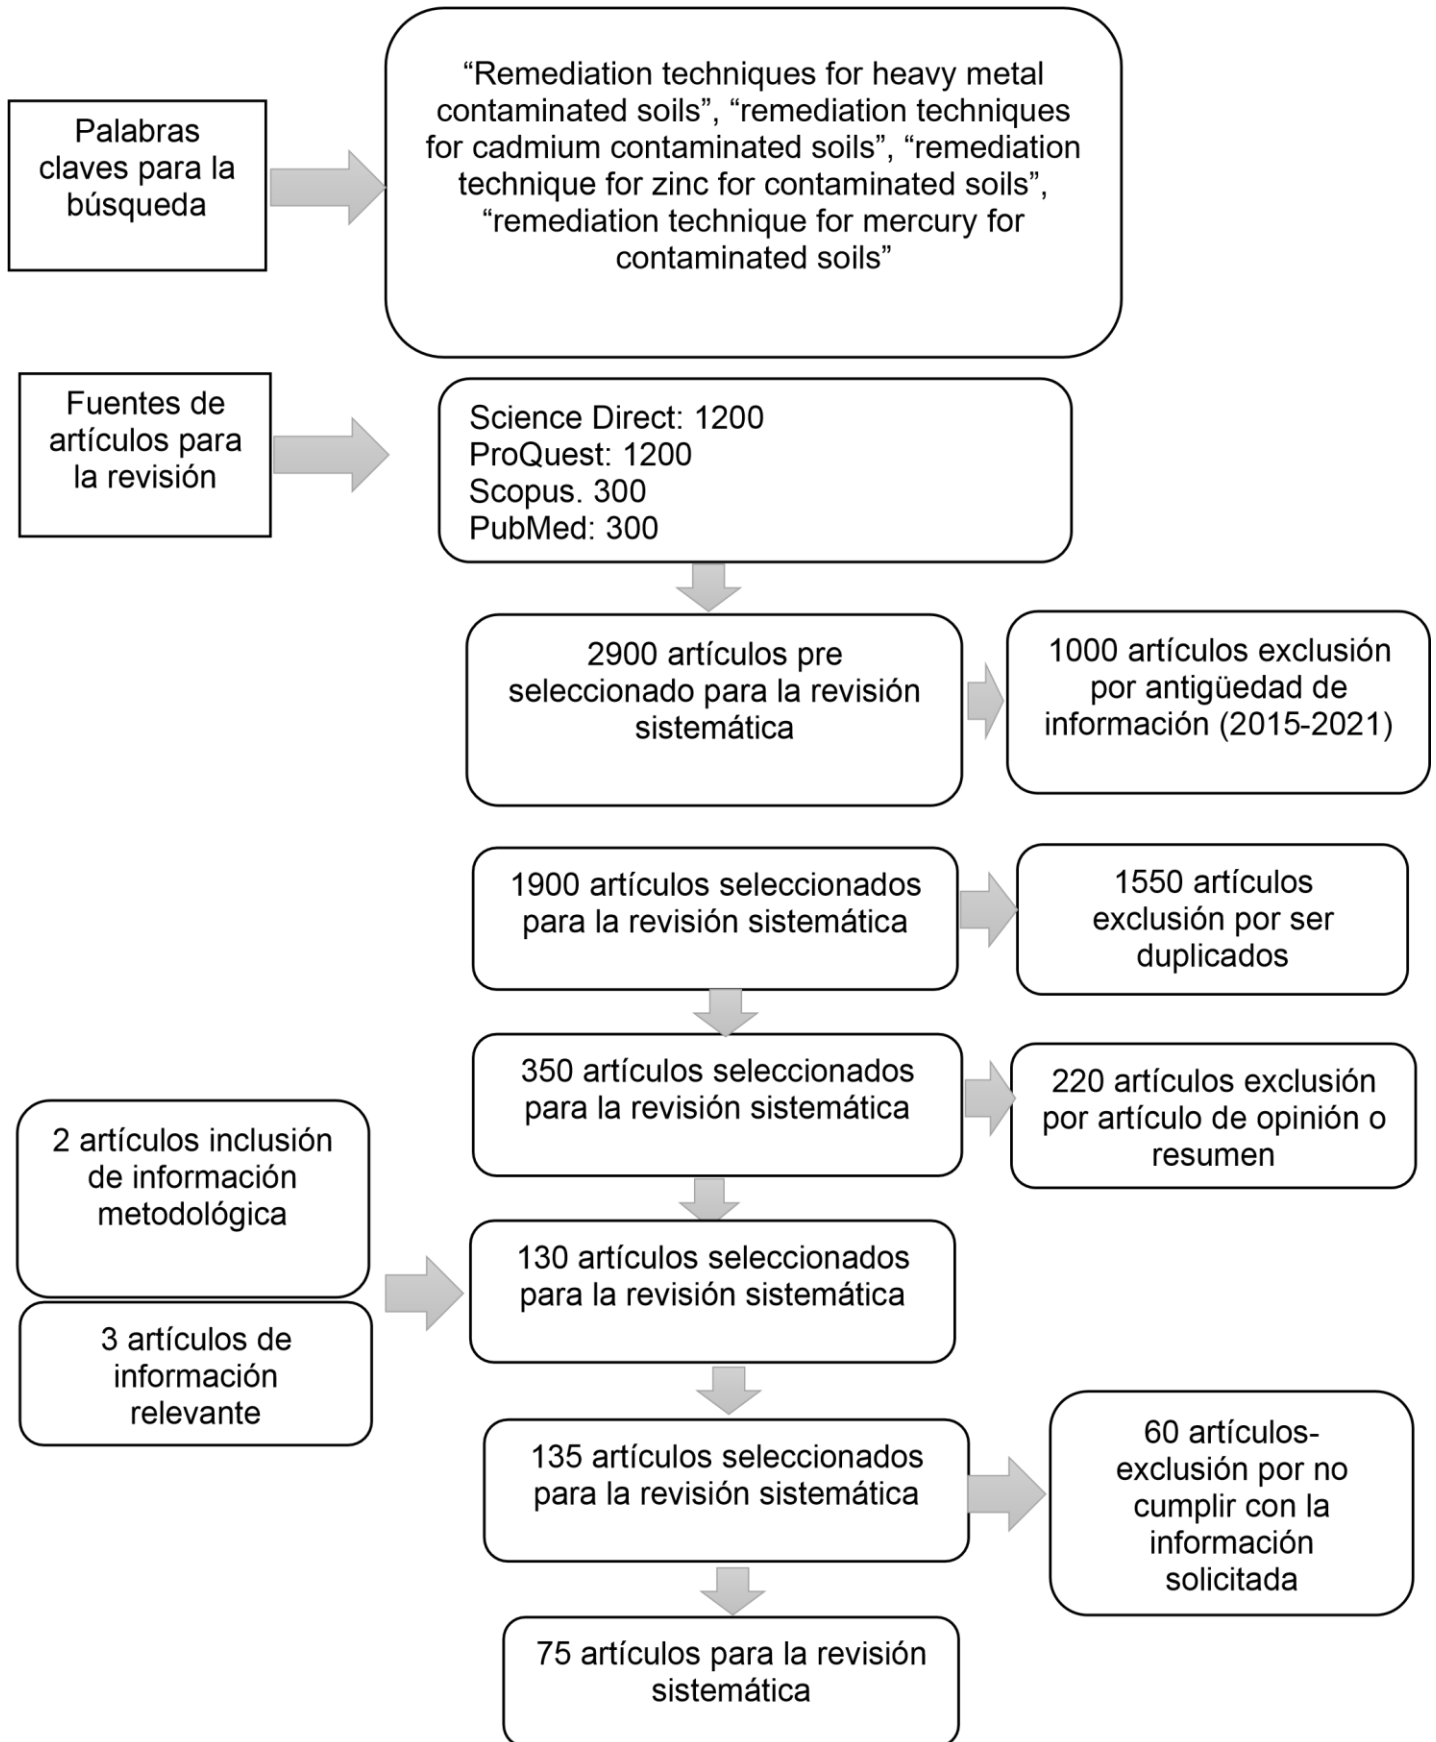 Palabras
claves para la
búsqueda
“Remediation techniques for heavy metal
contaminated soils”, “remediation techniques
for cadmium contaminated soils”, “remediation
technique for zinc for contaminated soils”,
“remediation technique for mercury for
contaminated soils”
Fuentes de
artículos para
la revisión
Science Direct: 1200
ProQuest: 1200
Scopus. 300
PubMed: 300
2900 artículos pre
seleccionado para la revisión
sistemática
1000 artículos exclusión
por antigüedad de
información (2015-2021)
1900 artículos seleccionados
para la revisión sistemática
1550 artículos
exclusión por ser
duplicados
350 artículos seleccionados
para la revisión sistemática
220 artículos exclusión
por artículo de opinión o
resumen
2 artículos inclusión
de información
metodológica
3 artículos de
información
relevante
130 artículos seleccionados
para la revisión sistemática
135 artículos seleccionados
para la revisión sistemática
60 artículos-
exclusión por no
cumplir con la
información
solicitada
75 artículos para la revisión
sistemática